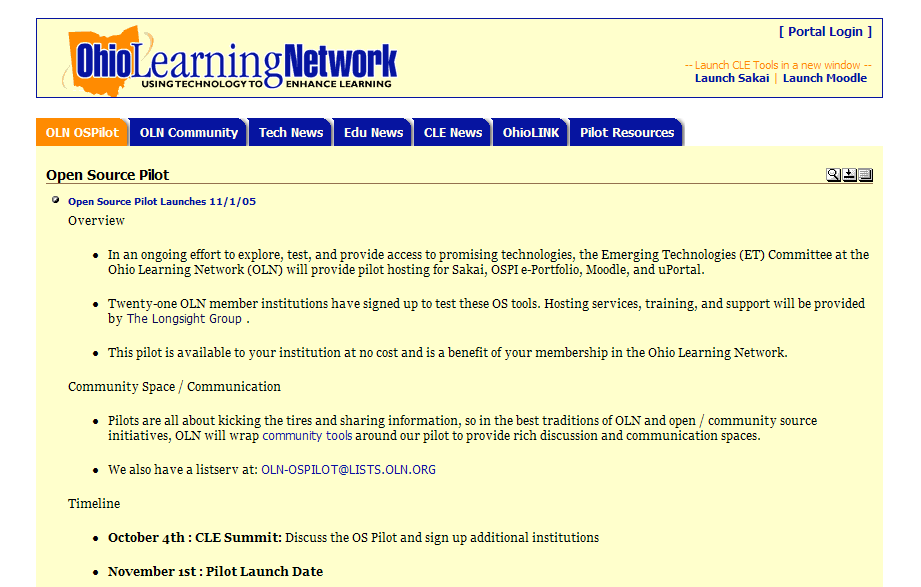 [ Portal Login ]
OhioLearningNetwork
USING TECHNOLOGY TO ENHANCE LEARNING
-- Launch CLE Tools in a new window --
Launch Sakai | Launch Moodle
OLN OSPilot OLN Community Tech News Edu News CLE News OhioLINK Pilot Resources
Open Source Pilot
Open Source Pilot Launches 11/1/05
Overview
In an ongoing effort to explore, test, and provide access to promising technologies, the Emerging Technologies (ET) Committee at the
Ohio Learning Network (OLN) will provide pilot hosting for Sakai, OSPI e-Portfolio, Moodle, and uPortal.
Twenty-one OLN member institutions have signed up to test these OS tools. Hosting services, training, and support will be provided
by The Longsight Group .
This pilot is available to your institution at no cost and is a benefit of your membership in the Ohio Learning Network.
Community Space / Communication
Pilots are all about kicking the tires and sharing information, so in the best traditions of OLN and open / community source
initiatives, OLN will wrap community tools around our pilot to provide rich discussion and communication spaces.
We also have a listserv at: OLN-OSPILOT@LISTS.OLN.ORG
Timeline
October 4th : CLE Summit: Discuss the OS Pilot and sign up additional institutions
November 1st : Pilot Launch Date